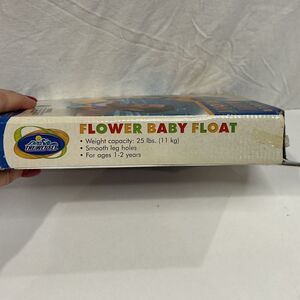 FLOWER BABY FLOAT
• Weight capacity: 25 lbs. (11 kg)
• Smooth leg holes
• For ages 1-2 years